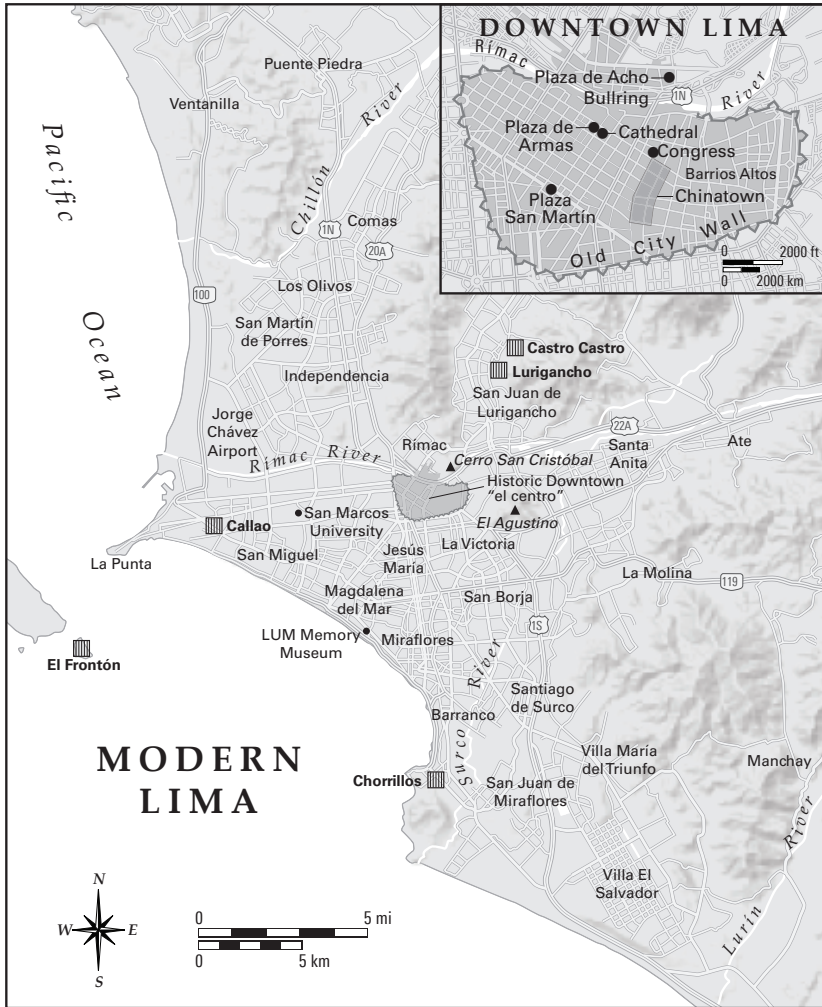 DOWNTOWN LIMA
Rímac
River
Plaza de Acho
Bullring
1N
Plaza de
Armas
Cathedral
Congress
Barrios Altos
Chinatown
Plaza
San Martín
Old City Wall
0 2000 ft
0 2000 km
Pacific
Ocean
Puente Piedra
Ventanilla
Chillón River
Comas
1N
20A
100
Los Olivos
San Martín
de Porres
Independencia
Castro Castro
Lurigancho
San Juan de
Lurigancho
22A
Jorge
Chávez
Airport
Rímac River
Rímac
Cerro San Cristóbal
Santa
Anita
Ate
Historic Downtown
"el centro"
El Agustino
San Marcos
University
Callao
La Punta
San Miguel
Jesús
María
La Victoria
La Molina
119
Magdalena
del Mar
San Borja
LUM Memory
Museum
Miraflores
1S
El Frontón
Surco River
Santiago
de Surco
Barranco
Villa María
del Triunfo
Manchay
Chorrillos
San Juan de
Miraflores
Villa El
Salvador
Lurín River
MODERN
LIMA
N
W E
S
0 5 mi
0 5 km